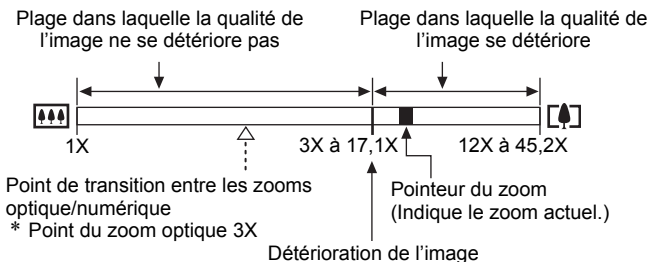 Plage dans laquelle la qualité de
l'image ne se détériore pas
Plage dans laquelle la qualité de
l'image se détériore
1X
3X à 17,1X
12X à 45,2X
Point de transition entre les zooms
optique/numérique
* Point du zoom optique 3X
Pointeur du zoom
(Indique le zoom actuel.)
Détérioration de l'image